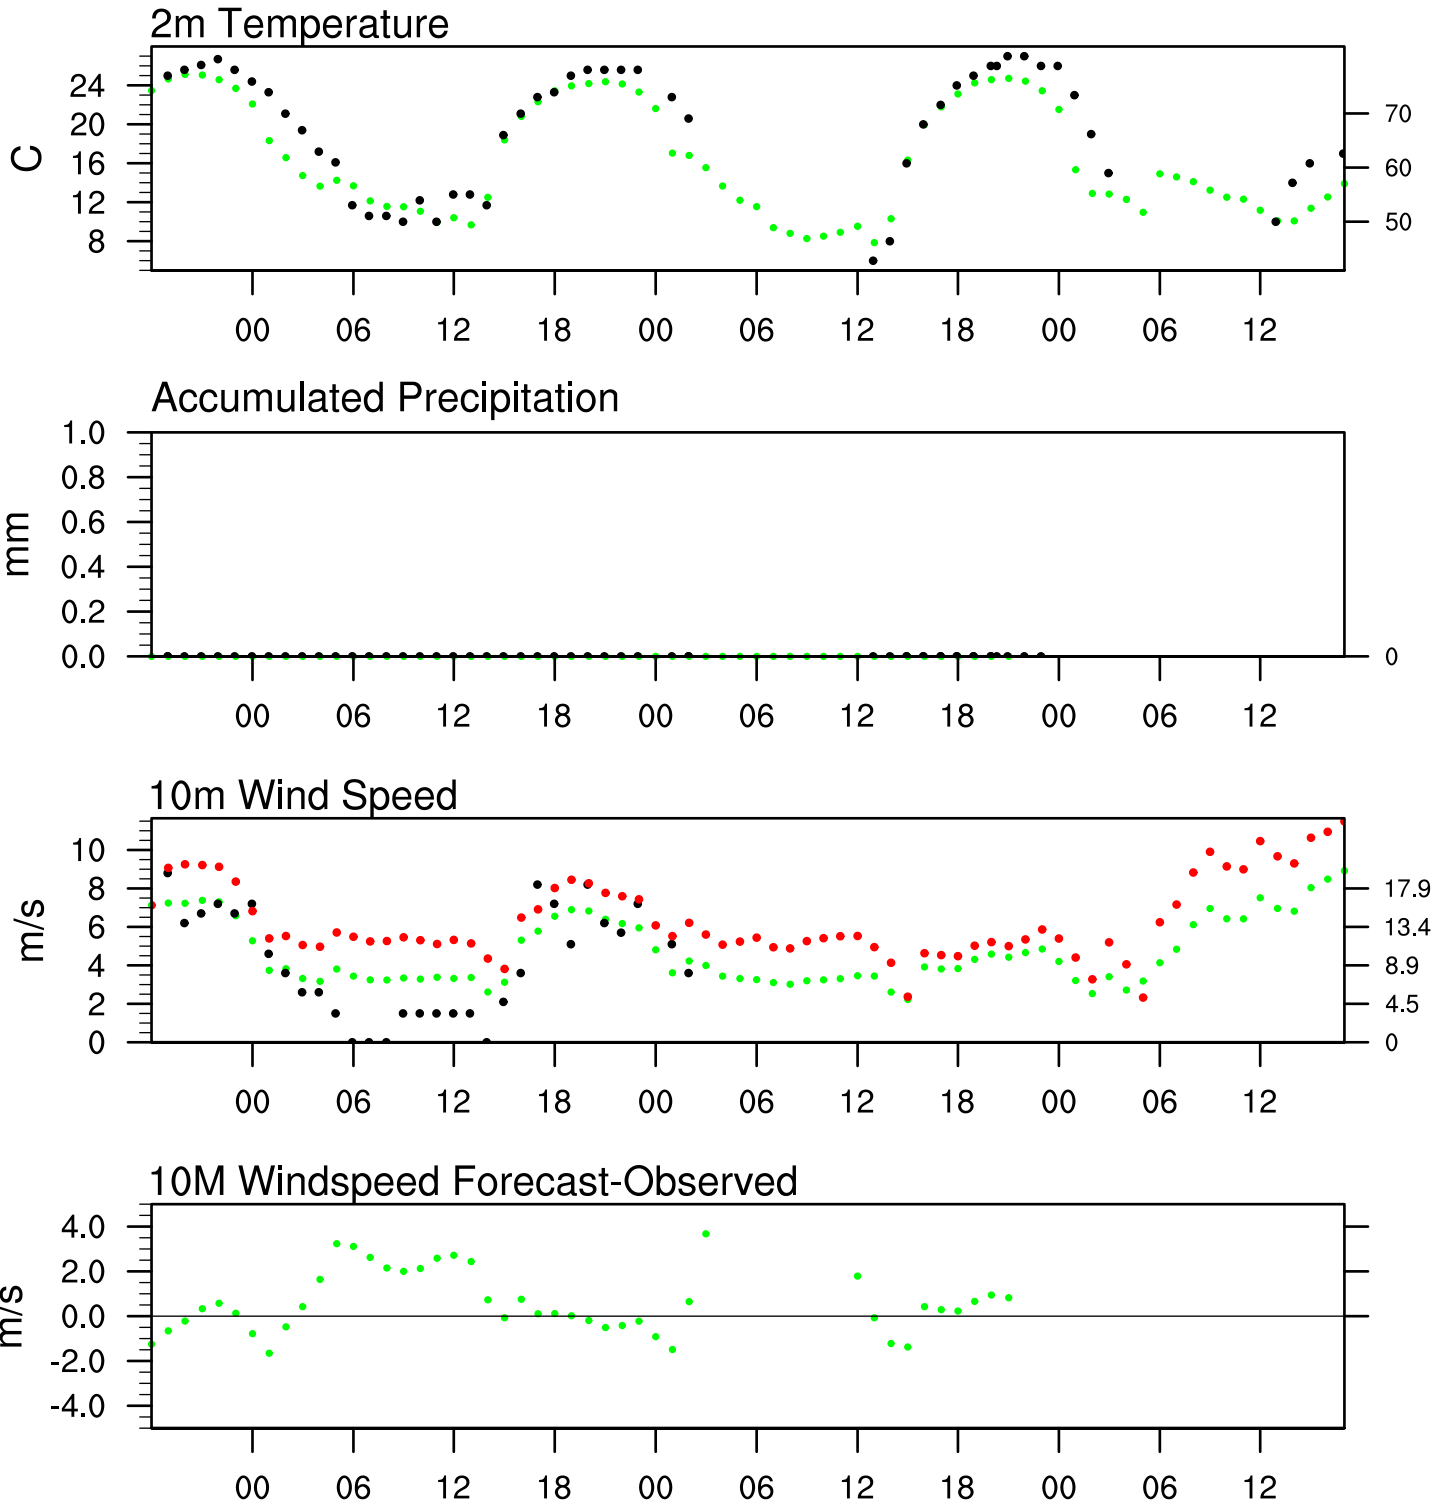 2m Temperature
24
20
16
12
8
C
70
60
50
00 06 12 18 00 06 12 18 00 06 12
Accumulated Precipitation
1.0
0.8
0.6
0.4
0.2
0.0
mm
0
00 06 12 18 00 06 12 18 00 06 12
10m Wind Speed
10
8
6
4
2
0
m/s
17.9
13.4
8.9
4.5
0
00 06 12 18 00 06 12 18 00 06 12
10M Windspeed Forecast-Observed
4.0
2.0
0.0
-2.0
-4.0
m/s
00 06 12 18 00 06 12 18 00 06 12